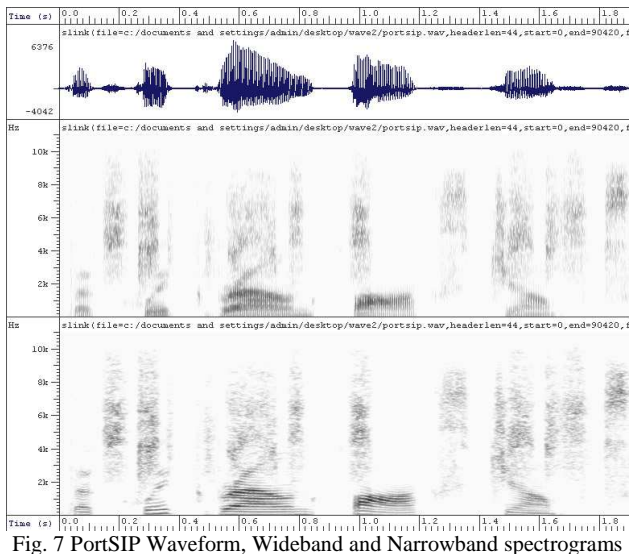 Time (s) 0.0 0.2 0.4 0.6 0.8 1.0 1.2 1.4 1.6 1.8
slink(file=c:/documents and settings/admin/desktop/wave2/portsip.wav,headerlen=44,start=0,end=90420,f
6376
-4042
Hz slink(file=c:/documents and settings/admin/desktop/wave2/portsip.wav,headerlen=44,start=0,end=90420,f
10k
8k
6k
4k
2k
Hz slink(file=c:/documents and settings/admin/desktop/wave2/portsip.wav,headerlen=44,start=0,end=90420,f
10k
8k
6k
4k
2k
Time (s) 0.0 0.2 0.4 0.6 0.8 1.0 1.2 1.4 1.6 1.8
Fig. 7 PortSIP Waveform, Wideband and Narrowband spectrograms